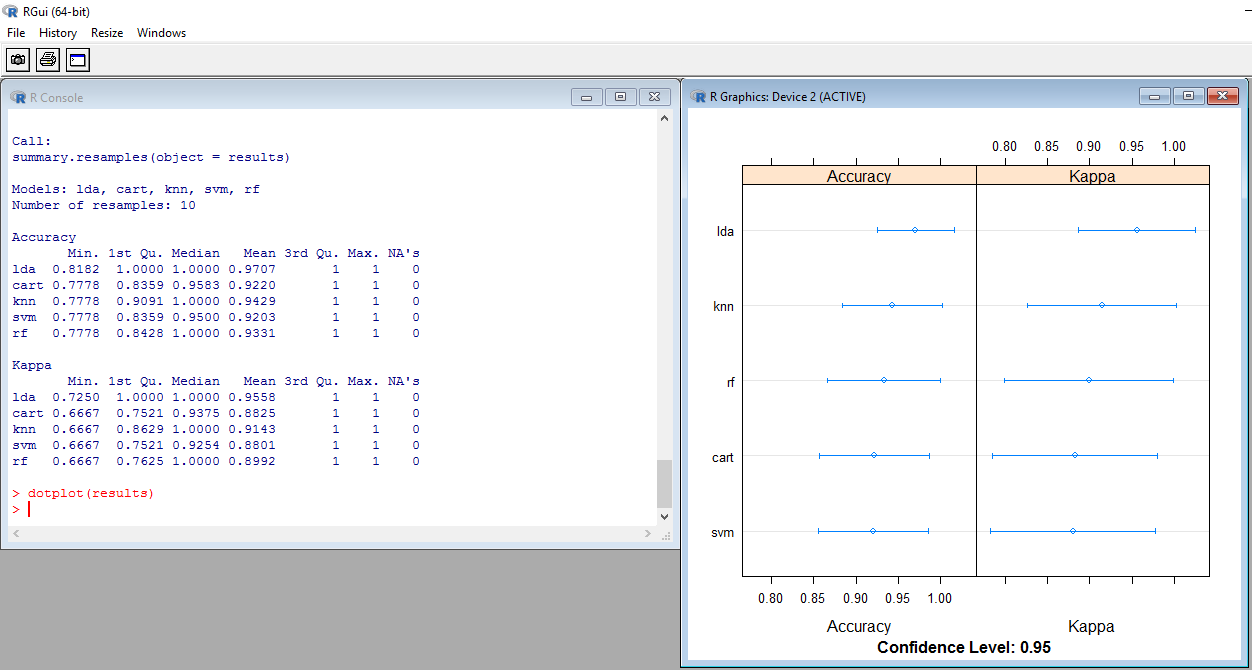 RGui (64-bit)
File History Resize Windows
R Console
Call:
summary.resamples(object = results)
Models: lda, cart, knn, svm, rf
Number of resamples: 10
Accuracy
Min. 1st Qu. Median Mean 3rd Qu. Max. NA's
lda 0.8182 1.0000 1.0000 0.9707 1 1 0
cart 0.7778 0.8359 0.9583 0.9220 1 1 0
knn 0.7778 0.9091 1.0000 0.9429 1 1 0
svm 0.7778 0.8359 0.9500 0.9203 1 1 0
rf 0.7778 0.8428 1.0000 0.9331 1 1 0
Kappa
Min. 1st Qu. Median Mean 3rd Qu. Max. NA's
lda 0.7250 1.0000 1.0000 0.9558 1 1 0
cart 0.6667 0.7521 0.9375 0.8825 1 1 0
knn 0.6667 0.8629 1.0000 0.9143 1 1 0
svm 0.6667 0.7521 0.9254 0.8801 1 1 0
rf 0.6667 0.7625 1.0000 0.8992 1 1 0
> dotplot(results)
>
R Graphics: Device 2 (ACTIVE)
0.80 0.85 0.90 0.95 1.00
Accuracy Kappa
lda
knn
rf
cart
svm
0.80 0.85 0.90 0.95 1.00
Accuracy Kappa
Confidence Level: 0.95